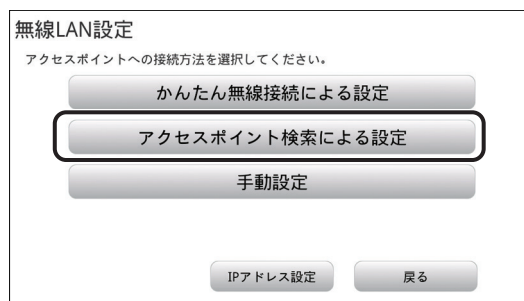 無線LAN設定
アクセスポイントへの接続方法を選択してください。
かんたん無線接続による設定
アクセスポイント検索による設定
手動設定
IPアドレス設定
戻る